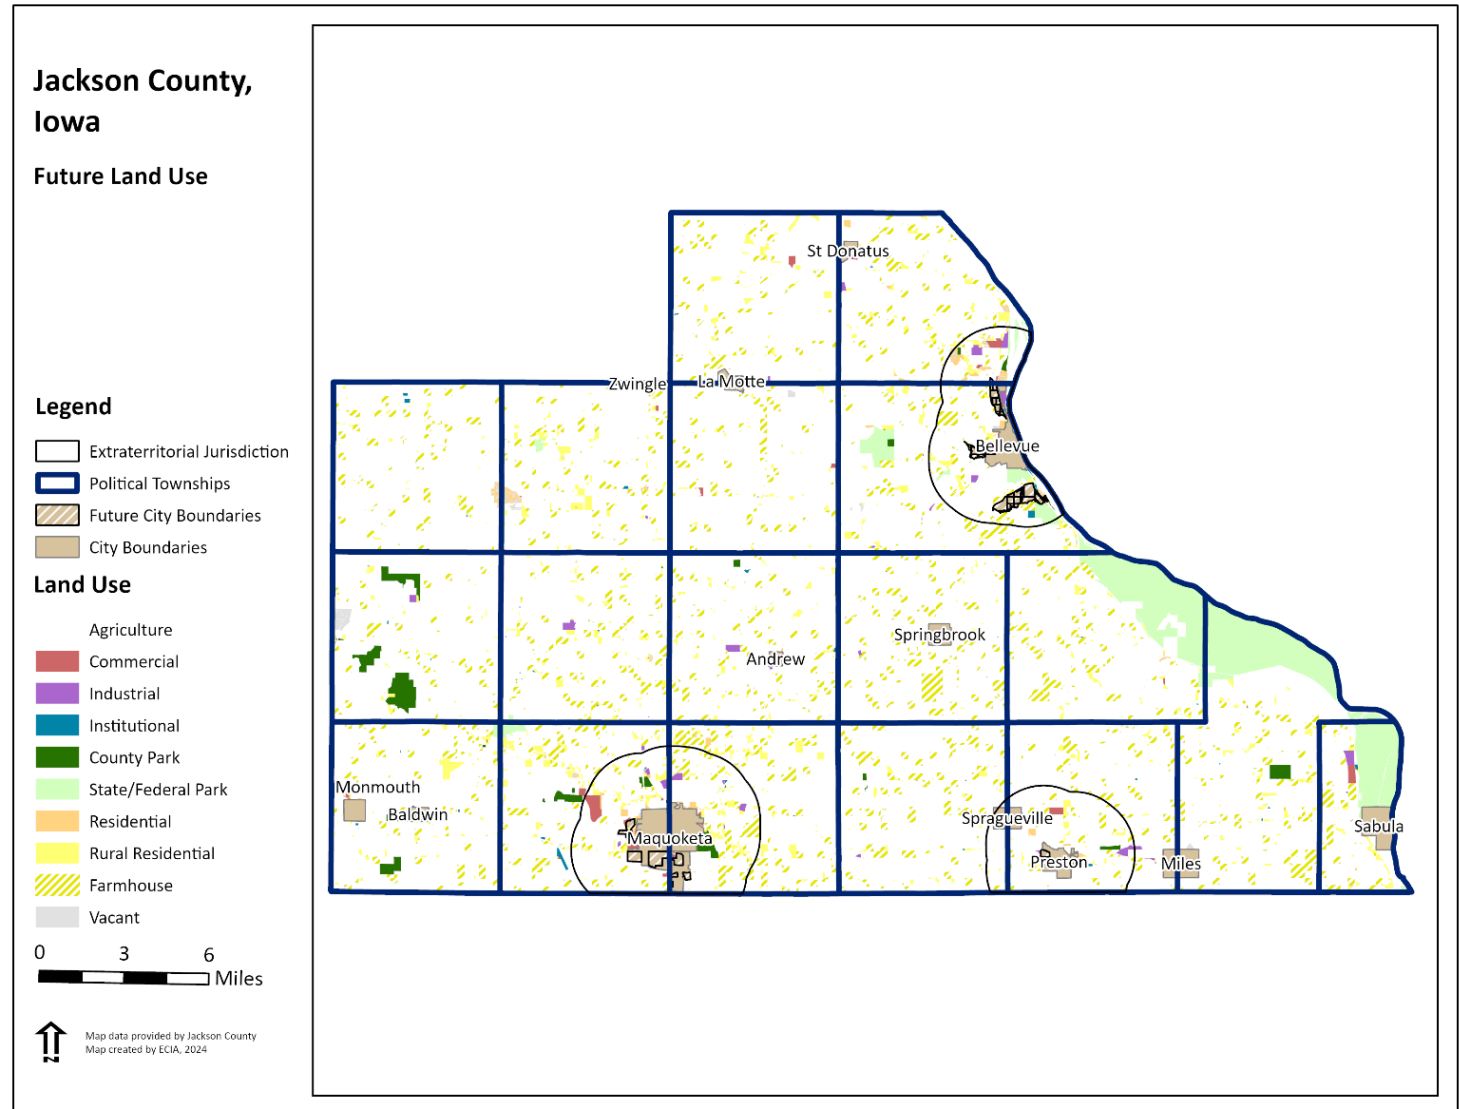 Jackson County,
Iowa
Future Land Use
Legend
Extraterritorial Jurisdiction
Political Townships
Future City Boundaries
City Boundaries
Land Use
Agriculture
Commercial
Industrial
Institutional
County Park
State/Federal Park
Residential
Rural Residential
Farmhouse
Vacant
0 3 6
Miles
N
Map data provided by Jackson County
Map created by ECIA, 2024
St Donatus
Zwingle
La Motte
Bellevue
Springbrook
Andrew
Monmouth
Baldwin
Maquoketa
Spragueville
Preston
Miles
Sabula